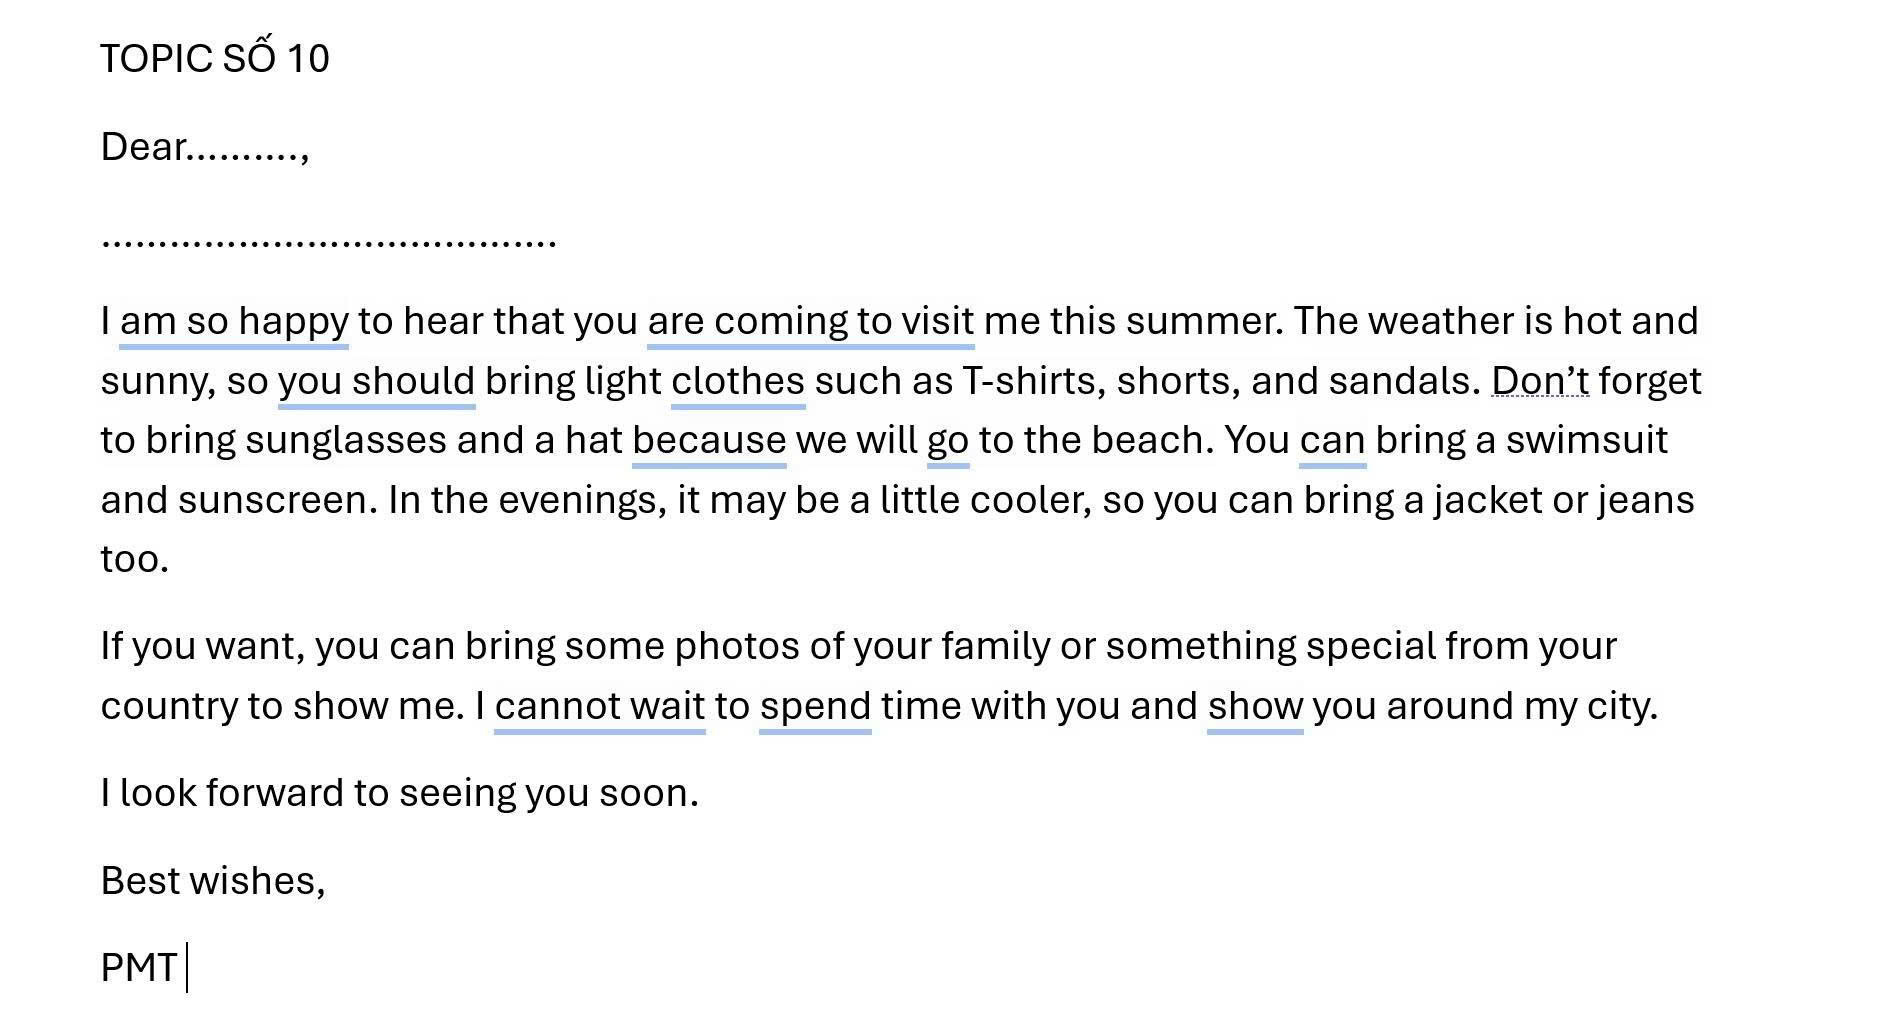 TOPIC SỐ 10
Dear..........,
.......................................
I am so happy to hear that you are coming to visit me this summer. The weather is hot and
sunny, so you should bring light clothes such as T-shirts, shorts, and sandals. Don’t forget
to bring sunglasses and a hat because we will go to the beach. You can bring a swimsuit
and sunscreen. In the evenings, it may be a little cooler, so you can bring a jacket or jeans
too.
If you want, you can bring some photos of your family or something special from your
country to show me. I cannot wait to spend time with you and show you around my city.
I look forward to seeing you soon.
Best wishes,
PMT